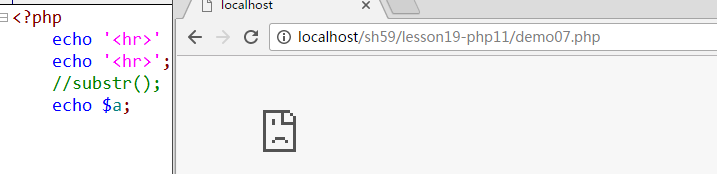 <?php
echo '<hr>'
echo '<hr>';
//substr();
echo $a;
localhost
localhost/sh59/lesson19-php11/demo07.php